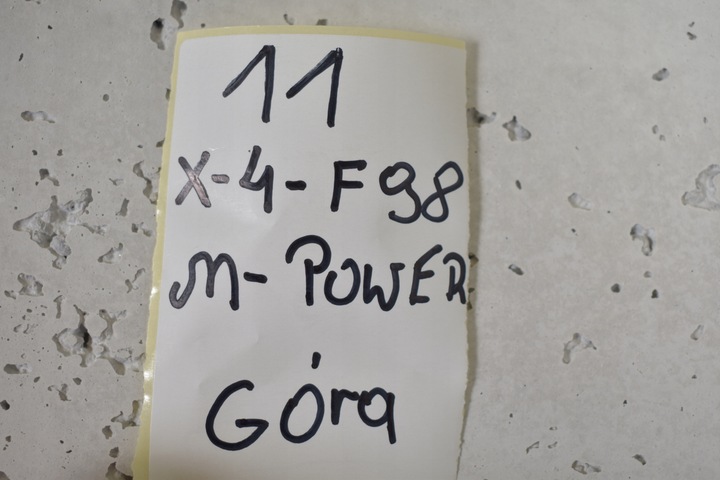 11
X-4-F98
M-POWER
Góra